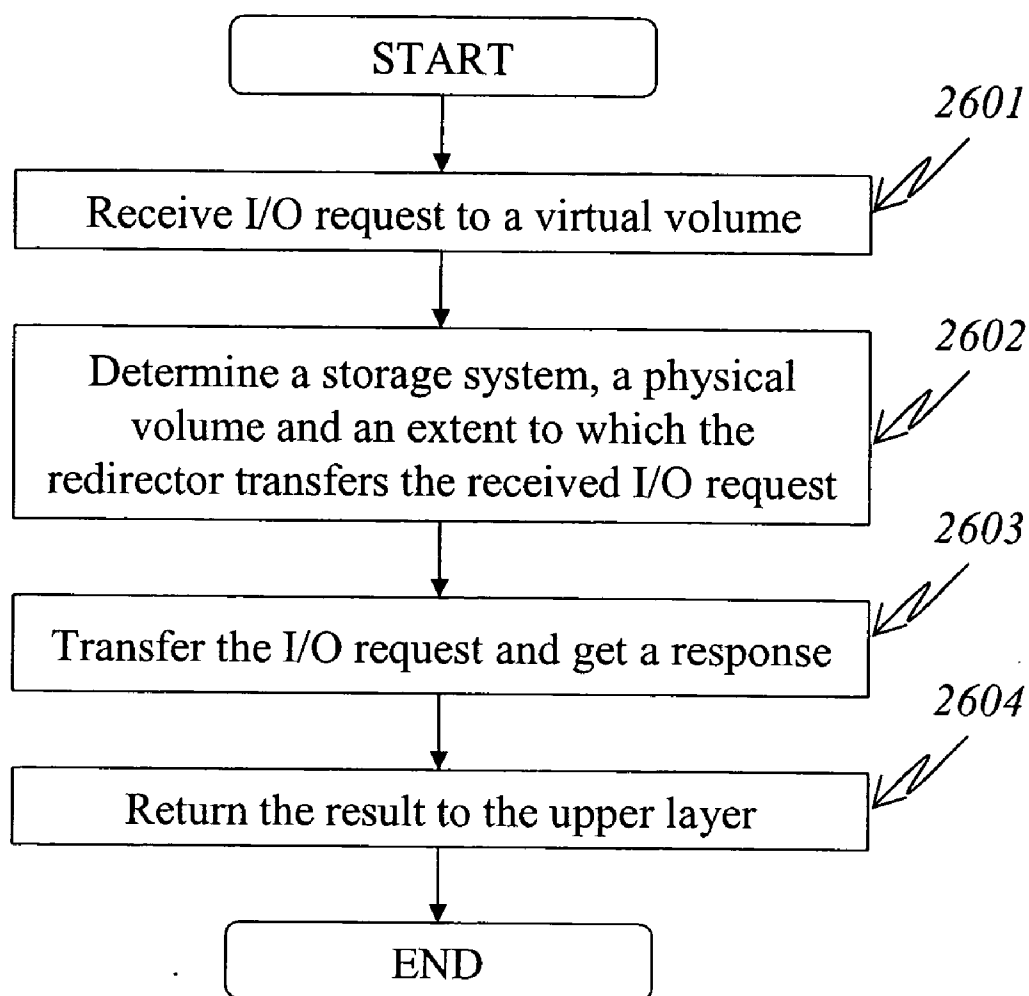 START
2601
Receive I/O request to a virtual volume
2602
Determine a storage system, a physical
volume and an extent to which the
redirector transfers the received I/O request
2603
Transfer the I/O request and get a response
2604
Return the result to the upper layer
END